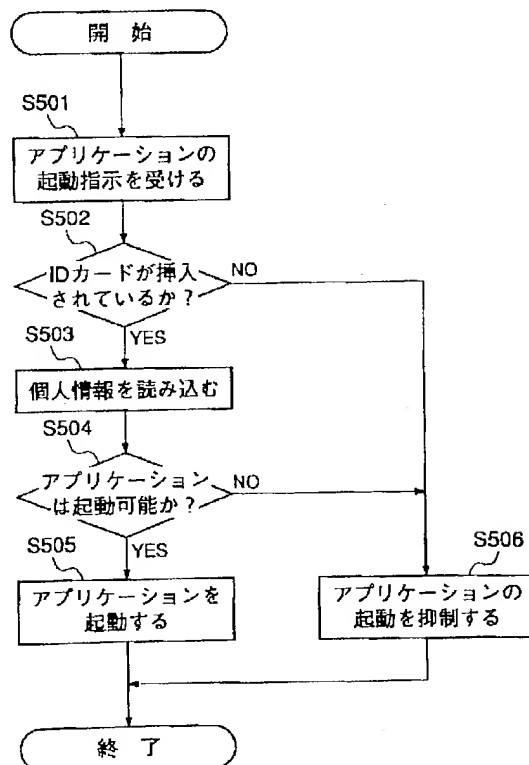 開 始
S501
アプリケーションの
起動指示を受ける
S502
IDカードが挿入
されているか？
NO
YES
S503
個人情報を読み込む
S504
アプリケーション
は起動可能か？
NO
YES
S505
アプリケーションを
起動する
S506
アプリケーションの
起動を抑制する
終 了